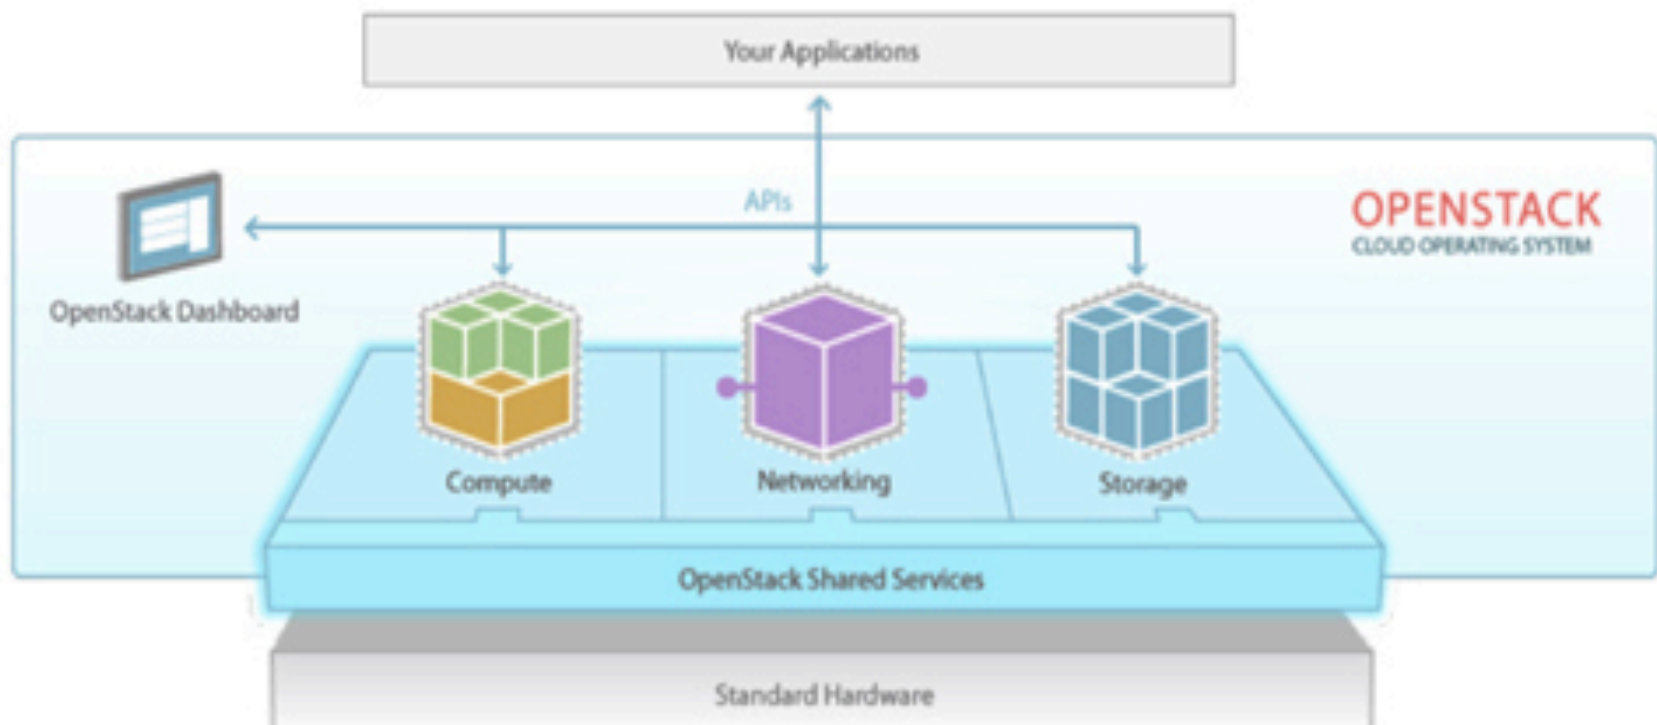 Your Applications
APIs
OPENSTACK
CLOUD OPERATING SYSTEM
OpenStack Dashboard
Compute
Networking
Storage
OpenStack Shared Services
Standard Hardware